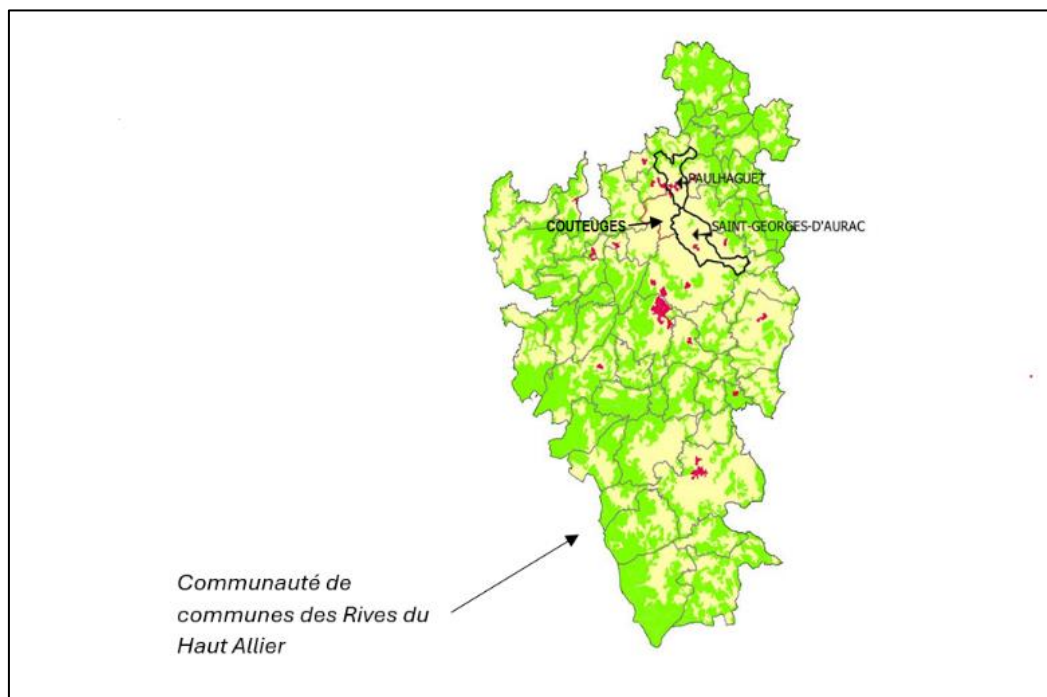 PAULHAGUET
COUTEUGES
SAINT-GEORGES-D'AURAC
Communauté de
communes des Rives du
Haut Allier